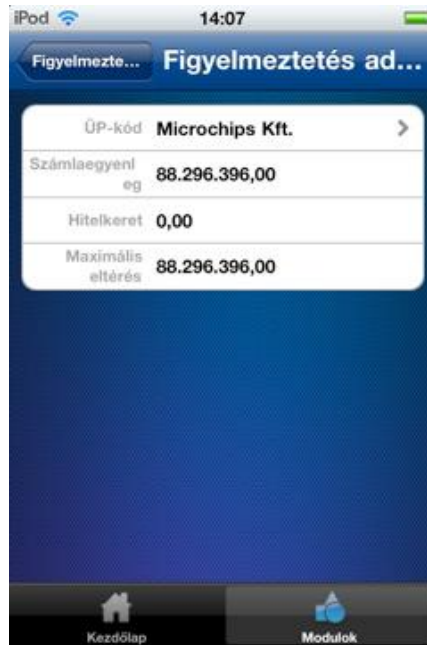 iPod 14:07
Figyelmezte... Figyelmeztetés ad...
ÜP-kód Microchips Kft.
Számlaegyenl
eg 88.296.396,00
Hitelkeret 0,00
Maximális
eltérés 88.296.396,00
Kezdőlap Modulok